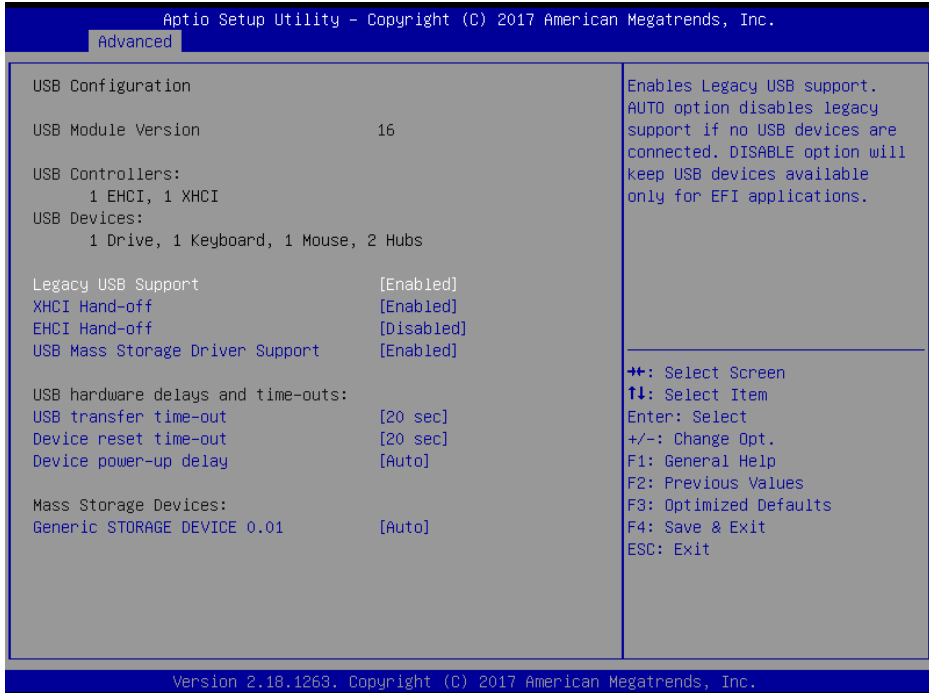 Aptio Setup Utility – Copyright (C) 2017 American Megatrends, Inc.
Advanced
USB Configuration
USB Module Version 16
USB Controllers:
1 EHCI, 1 XHCI
USB Devices:
1 Drive, 1 Keyboard, 1 Mouse, 2 Hubs
Legacy USB Support [Enabled]
XHCI Hand-off [Enabled]
EHCI Hand-off [Disabled]
USB Mass Storage Driver Support [Enabled]
USB hardware delays and time-outs:
USB transfer time-out [20 sec]
Device reset time-out [20 sec]
Device power-up delay [Auto]
Mass Storage Devices:
Generic STORAGE DEVICE 0.01 [Auto]
Enables Legacy USB support.
AUTO option disables legacy
support if no USB devices are
connected. DISABLE option will
keep USB devices available
only for EFI applications.
→←: Select Screen
↑↓: Select Item
Enter: Select
+/-: Change Opt.
F1: General Help
F2: Previous Values
F3: Optimized Defaults
F4: Save & Exit
ESC: Exit
Version 2.18.1263. Copyright (C) 2017 American Megatrends, Inc.